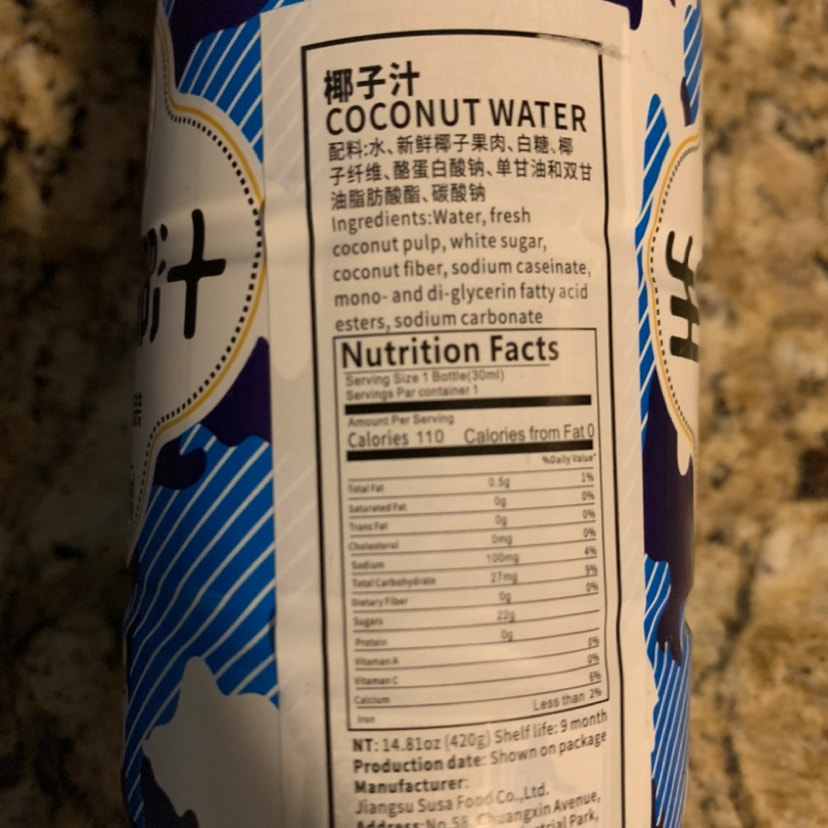 椰子汁
COCONUT WATER
配料:水、新鲜椰子果肉、白糖、椰
子纤维、酪蛋白酸钠、单甘油和双甘
油脂肪酸酯、碳酸钠
Ingredients:Water, fresh
coconut pulp, white sugar,
coconut fiber, sodium caseinate,
mono- and di-glycerin fatty acid
esters, sodium carbonate
Nutrition Facts
Serving Size 1 Bottle(30ml)
Servings Par container 1
Amount Per Serving
Calories 110 Calories from Fat 0
%Daily Value*
Total Fat 0.5g 1%
Saturated Fat 0g 0%
Trans Fat 0g 0%
Cholesterol 0mg 0%
Sodium 100mg 4%
Total Carbohydrate 27mg 9%
Dietary Fiber 0g 0%
Sugars 22g
Protein 0g
Vitamin A 0%
Vitamin C 0%
Calcium 6%
Iron Less than 2%
NT: 14.81oz (420g) Shelf life: 9 month
Production date: Shown on package
Manufacturer:
Jiangsu Susa Food Co.,Ltd.
Address:No.58, Chuangxin Avenue,
Park,
汁